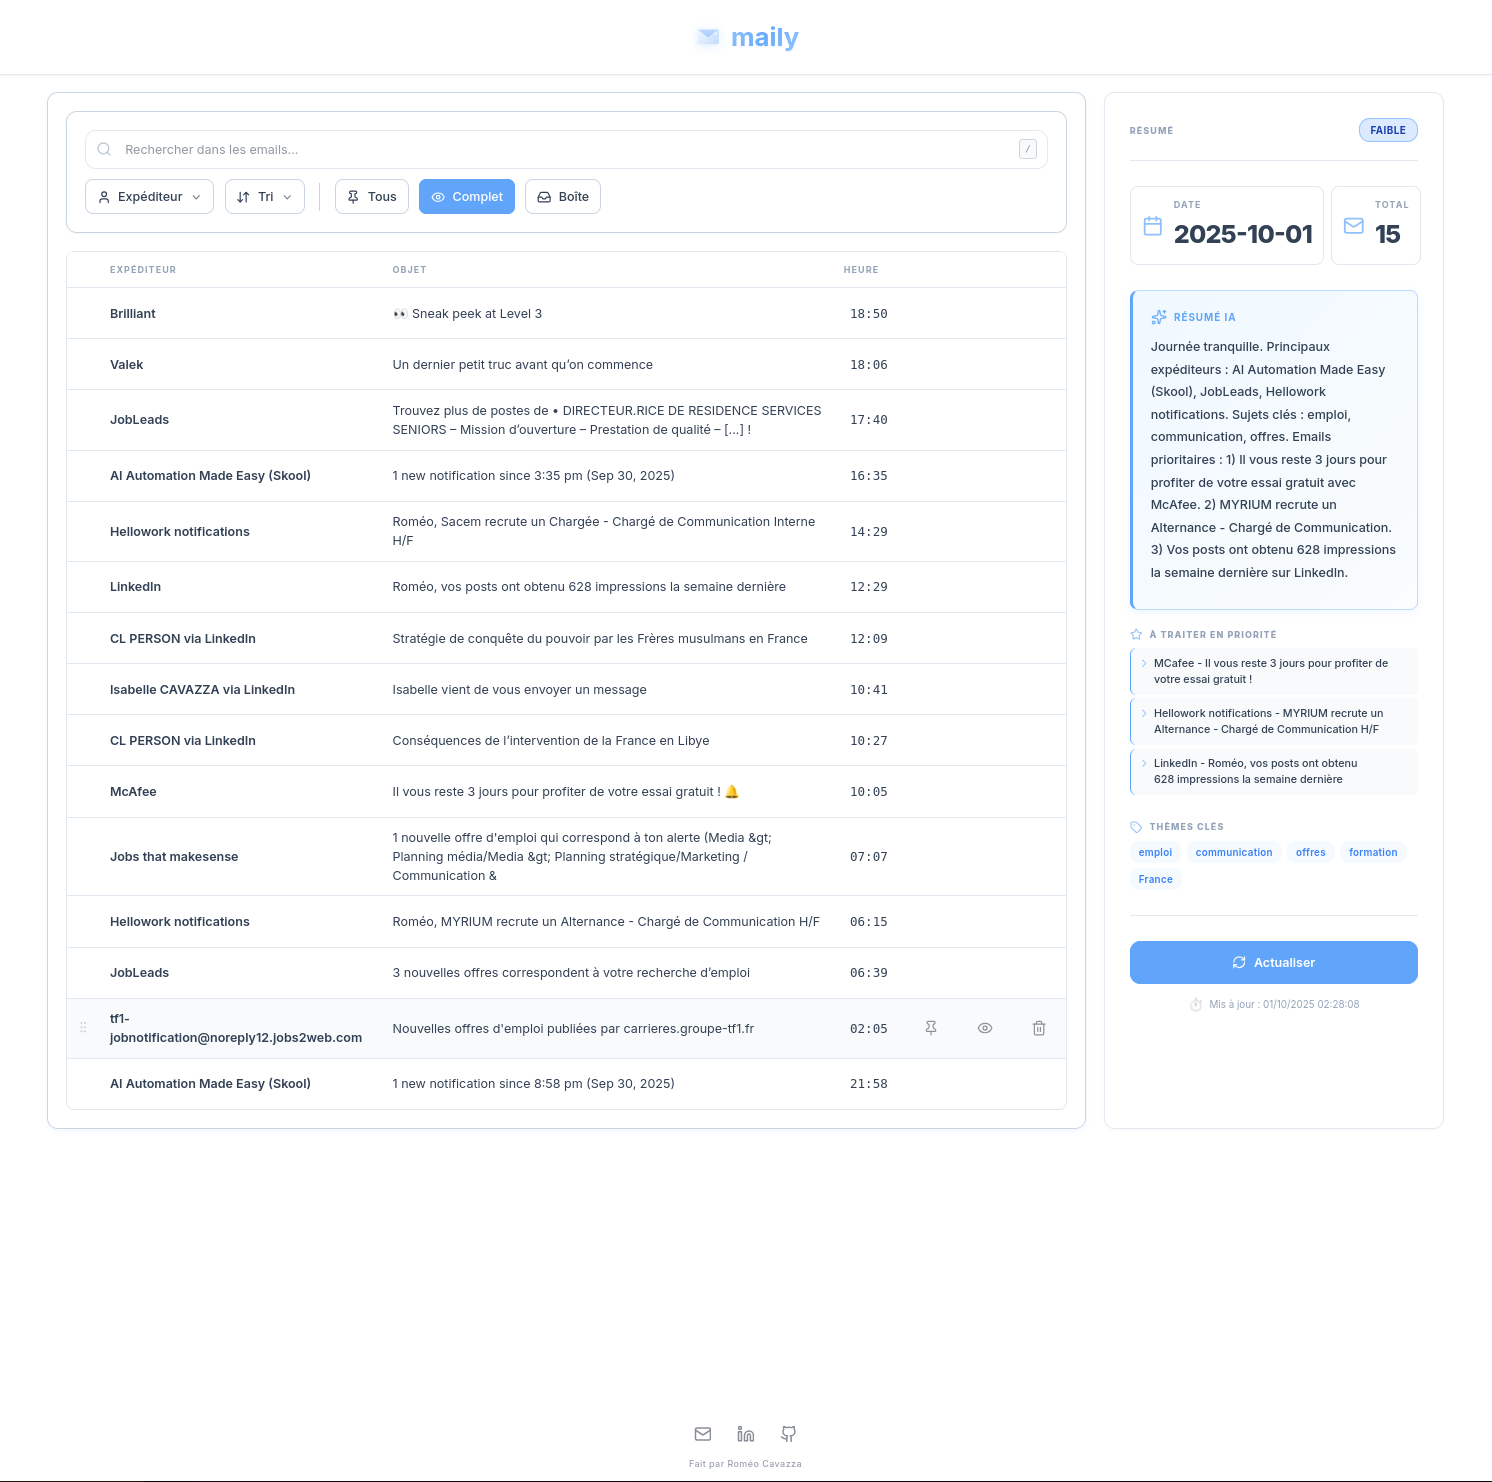 maily
Rechercher dans les emails...
/
Expéditeur
Tri
Tous
Complet
Boîte
EXPÉDITEUR OBJET HEURE
Brilliant 👀 Sneak peek at Level 3 18:50
Valek Un dernier petit truc avant qu’on commence 18:06
JobLeads Trouvez plus de postes de • DIRECTEUR.RICE DE RESIDENCE SERVICES
SENIORS – Mission d’ouverture – Prestation de qualité – [...] ! 17:40
AI Automation Made Easy (Skool) 1 new notification since 3:35 pm (Sep 30, 2025) 16:35
Hellowork notifications Roméo, Sacem recrute un Chargée - Chargé de Communication Interne
H/F 14:29
LinkedIn Roméo, vos posts ont obtenu 628 impressions la semaine dernière 12:29
CL PERSON via LinkedIn Stratégie de conquête du pouvoir par les Frères musulmans en France 12:09
Isabelle CAVAZZA via LinkedIn Isabelle vient de vous envoyer un message 10:41
CL PERSON via LinkedIn Conséquences de l’intervention de la France en Libye 10:27
McAfee Il vous reste 3 jours pour profiter de votre essai gratuit ! 🔔 10:05
Jobs that makesense 1 nouvelle offre d'emploi qui correspond à ton alerte (Media &gt;
Planning média/Media &gt; Planning stratégique/Marketing /
Communication & 07:07
Hellowork notifications Roméo, MYRIUM recrute un Alternance - Chargé de Communication H/F 06:15
JobLeads 3 nouvelles offres correspondent à votre recherche d’emploi 06:39
tf1-
jobnotification@noreply12.jobs2web.com Nouvelles offres d'emploi publiées par carrieres.groupe-tf1.fr 02:05
AI Automation Made Easy (Skool) 1 new notification since 8:58 pm (Sep 30, 2025) 21:58
RÉSUMÉ FAIBLE
DATE
2025-10-01
TOTAL
15
RÉSUMÉ IA
Journée tranquille. Principaux
expéditeurs : AI Automation Made Easy
(Skool), JobLeads, Hellowork
notifications. Sujets clés : emploi,
communication, offres. Emails
prioritaires : 1) Il vous reste 3 jours pour
profiter de votre essai gratuit avec
McAfee. 2) MYRIUM recrute un
Alternance - Chargé de Communication.
3) Vos posts ont obtenu 628 impressions
la semaine dernière sur LinkedIn.
À TRAITER EN PRIORITÉ
MCafee - Il vous reste 3 jours pour profiter de
votre essai gratuit !
Hellowork notifications - MYRIUM recrute un
Alternance - Chargé de Communication H/F
LinkedIn - Roméo, vos posts ont obtenu
628 impressions la semaine dernière
THÈMES CLÉS
emploi communication offres formation
France
Actualiser
Mis à jour : 01/10/2025 02:28:08
Fait par Roméo Cavazza